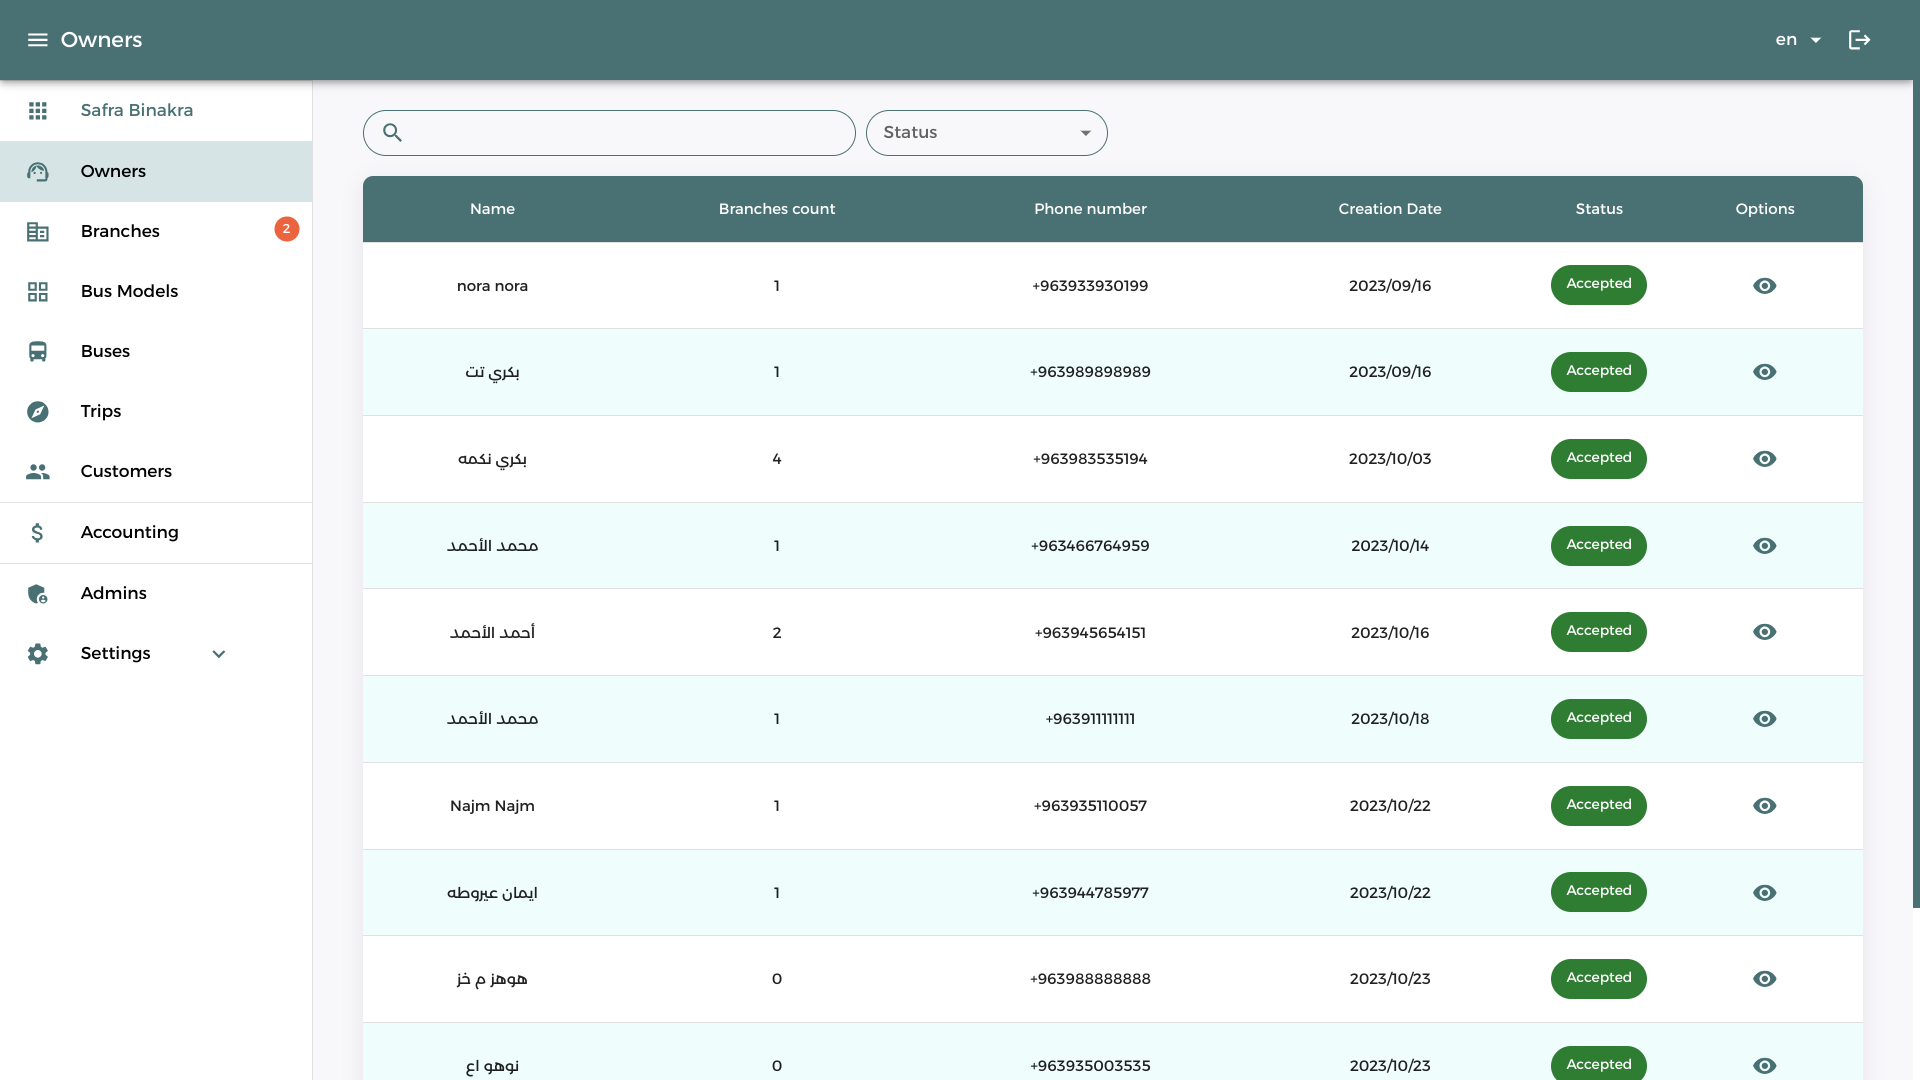 Owners
en
Safra Binakra
Owners
Branches
2
Bus Models
Buses
Trips
Customers
Accounting
Admins
Settings
Status
Name Branches count Phone number Creation Date Status Options
nora nora 1 +963933930199 2023/09/16 Accepted
بكري تت 1 +963989898989 2023/09/16 Accepted
بكري نكمه 4 +963983535194 2023/10/03 Accepted
محمد الأحمد 1 +963466764959 2023/10/14 Accepted
أحمد الأحمد 2 +963945654151 2023/10/16 Accepted
محمد الأحمد 1 +963911111111 2023/10/18 Accepted
Najm Najm 1 +963935110057 2023/10/22 Accepted
ايمان عيروطه 1 +963944785977 2023/10/22 Accepted
هوهز م خز 0 +963988888888 2023/10/23 Accepted
نوهو اع 0 +963935003535 2023/10/23 Accepted